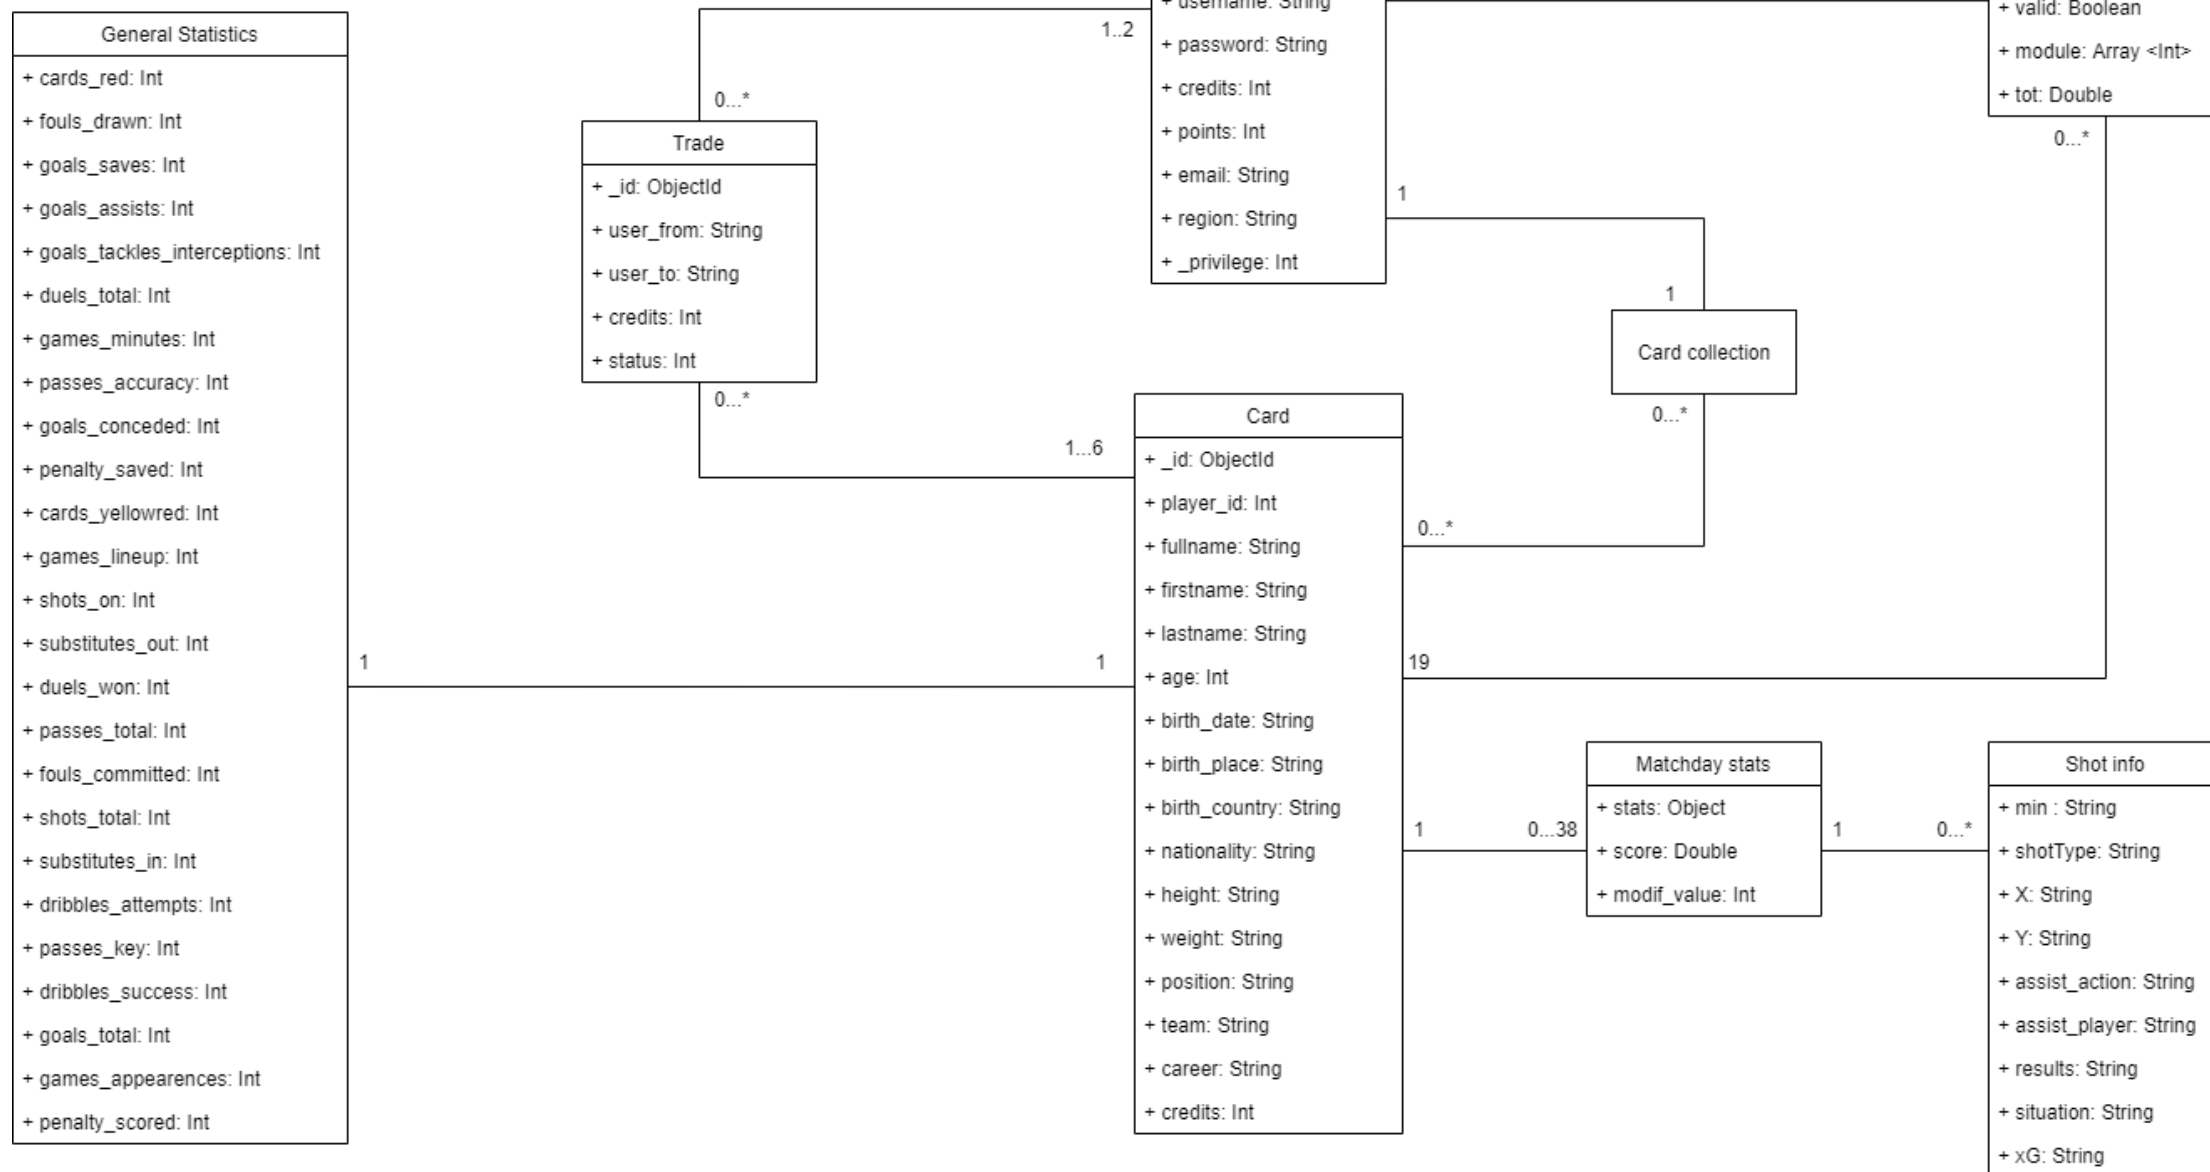 General Statistics
+ cards_red: Int
+ fouls_drawn: Int
+ goals_saves: Int
+ goals_assists: Int
+ goals_tackles_interceptions: Int
+ duels_total: Int
+ games_minutes: Int
+ passes_accuracy: Int
+ goals_conceded: Int
+ penalty_saved: Int
+ cards_yellowred: Int
+ games_lineup: Int
+ shots_on: Int
+ substitutes_out: Int
+ duels_won: Int
+ passes_total: Int
+ fouls_committed: Int
+ shots_total: Int
+ substitutes_in: Int
+ dribbles_attempts: Int
+ passes_key: Int
+ dribbles_success: Int
+ goals_total: Int
+ games_appearences: Int
+ penalty_scored: Int
1
1
1..2
0...*
Trade
+ _id: ObjectId
+ user_from: String
+ user_to: String
+ credits: Int
+ status: Int
0...*
1...6
+ username: String
+ password: String
+ credits: Int
+ points: Int
+ email: String
+ region: String
+ _privilege: Int
1
1
Card collection
0...*
0...*
Card
+ _id: ObjectId
+ player_id: Int
+ fullname: String
+ firstname: String
+ lastname: String
+ age: Int
+ birth_date: String
+ birth_place: String
+ birth_country: String
+ nationality: String
+ height: String
+ weight: String
+ position: String
+ team: String
+ career: String
+ credits: Int
19
+ valid: Boolean
+ module: Array <Int>
+ tot: Double
0...*
1
0...38
Matchday stats
+ stats: Object
+ score: Double
+ modif_value: Int
1
0...*
Shot info
+ min : String
+ shotType: String
+ X: String
+ Y: String
+ assist_action: String
+ assist_player: String
+ results: String
+ situation: String
+ xG: String